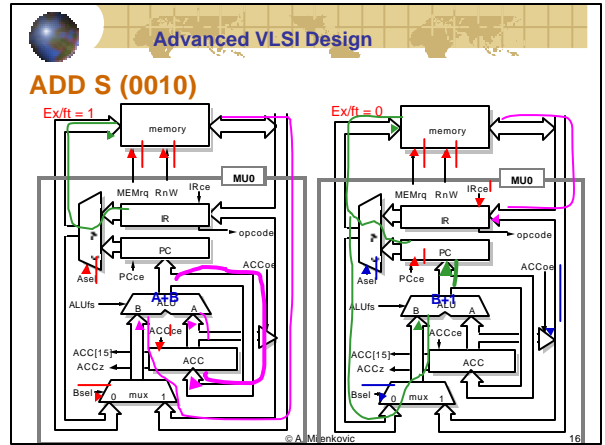 Advanced VLSI Design
ADD S (0010)
Ex/ft = 1
memory
MU0
MEMrq RnW
IRce
IR
opcode
PC
Asel
PCce
ACCoe
A+B
ALUfs
B ALU A
ACCce
ACC[15]
ACC
ACCz
Bsel
0 mux 1
Ex/ft = 0
memory
MU0
MEMrq RnW
IRce
IR
opcode
PC
Asel
PCce
ACCoe
B+1
ALUfs
B ALU A
ACCce
ACC[15]
ACC
ACCz
Bsel
0 mux 1
© A. Milenkovic
16